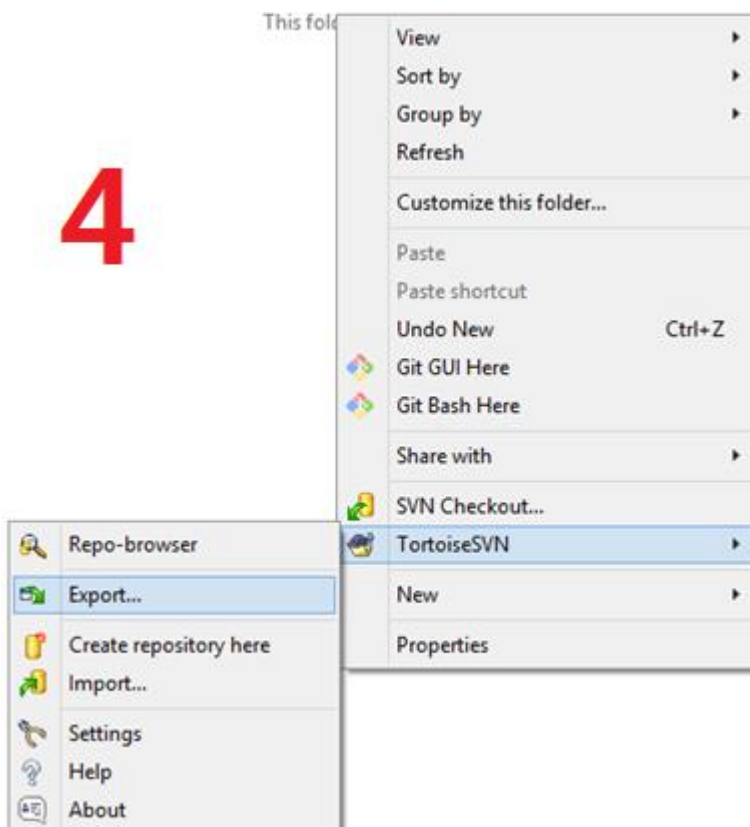 This fold
View
Sort by
Group by
Refresh
Customize this folder...
4
Paste
Paste shortcut
Undo New Ctrl+Z
Git GUI Here
Git Bash Here
Share with
SVN Checkout...
TortoiseSVN
New
Properties
Repo-browser
Export...
Create repository here
Import...
Settings
Help
About